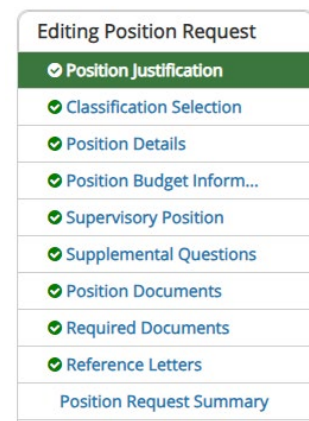 Editing Position Request
Position Justification
Classification Selection
Position Details
Position Budget Inform...
Supervisory Position
Supplemental Questions
Position Documents
Required Documents
Reference Letters
Position Request Summary